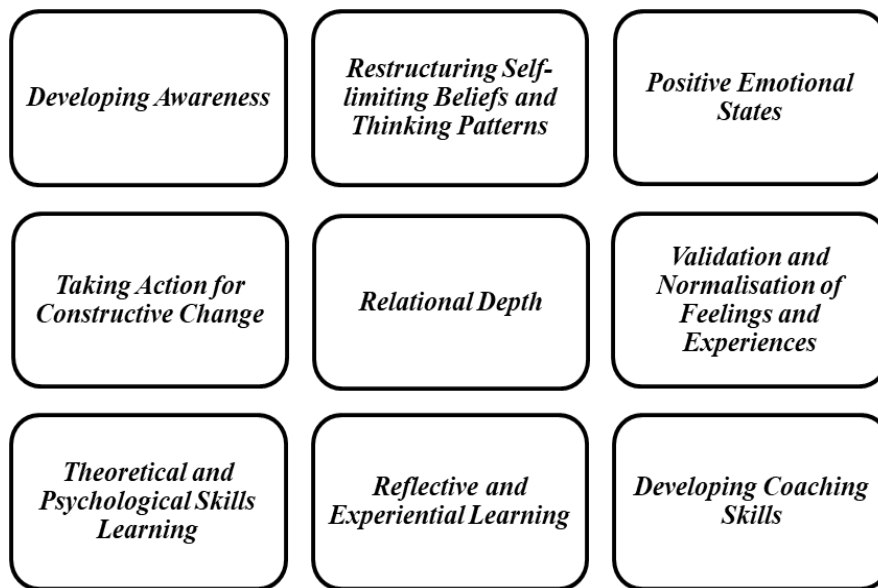 Developing Awareness
Restructuring Self-
limiting Beliefs and
Thinking Patterns
Positive Emotional
States
Taking Action for
Constructive Change
Relational Depth
Validation and
Normalisation of
Feelings and
Experiences
Theoretical and
Psychological Skills
Learning
Reflective and
Experiential Learning
Developing Coaching
Skills